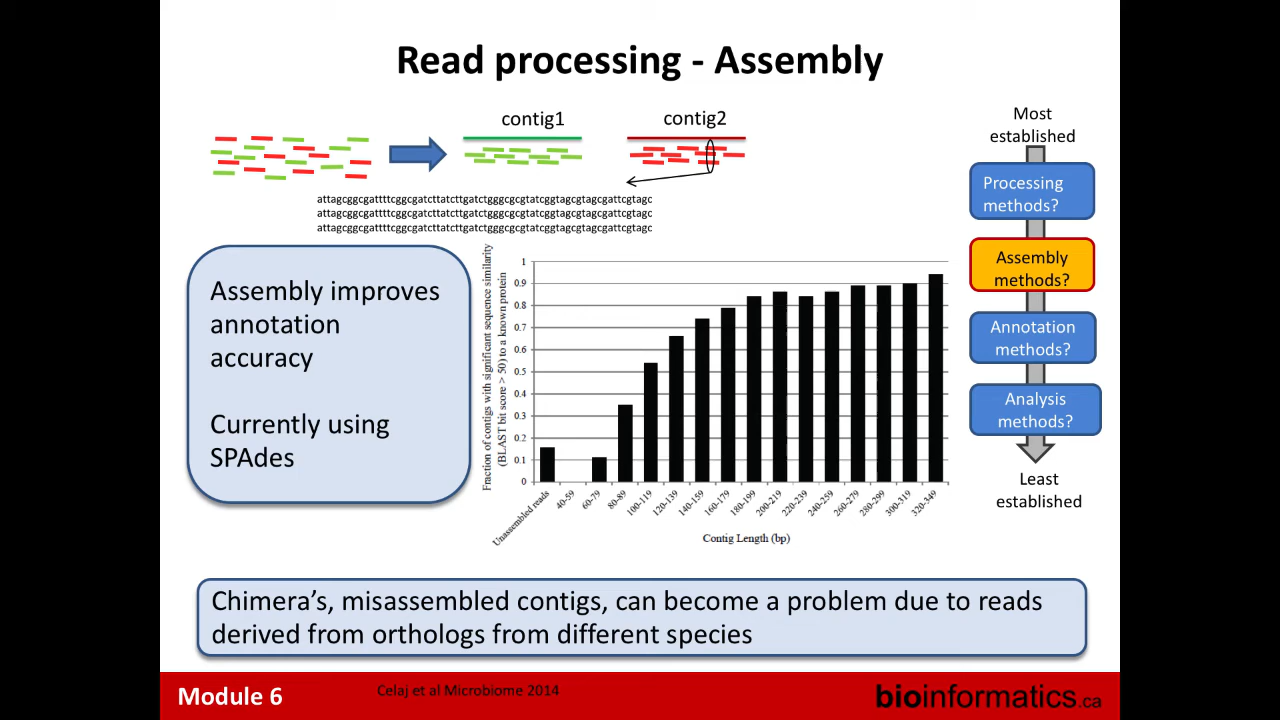 Read processing - Assembly
contig1
contig2
attagcggcgattttcggcgatcttatcttgatctgggcgcgtatcggtagcgtagcgattcgtagc
attagcggcgattttcggcgatcttatcttgatctgggcgcgtatcggtagcgtagcgattcgtagc
attagcggcgattttcggcgatcttatcttgatctgggcgcgtatcggtagcgtagcgattcgtagc
Assembly improves
annotation
accuracy
Currently using
SPAdes
Fraction of contigs with significant sequence similarity
(BLAST bit score > 50) to a known protein
1
0.9
0.8
0.7
0.6
0.5
0.4
0.3
0.2
0.1
0
Unassembled reads
40-59
60-79
80-89
100-119
120-139
140-159
160-179
180-199
200-219
220-239
240-259
260-279
280-299
300-319
320-349
Contig Length (bp)
Most
established
Processing
methods?
Assembly
methods?
Annotation
methods?
Analysis
methods?
Least
established
Chimera's, misassembled contigs, can become a problem due to reads
derived from orthologs from different species
Module 6
Celaj et al Microbiome 2014
bioinformatics.ca